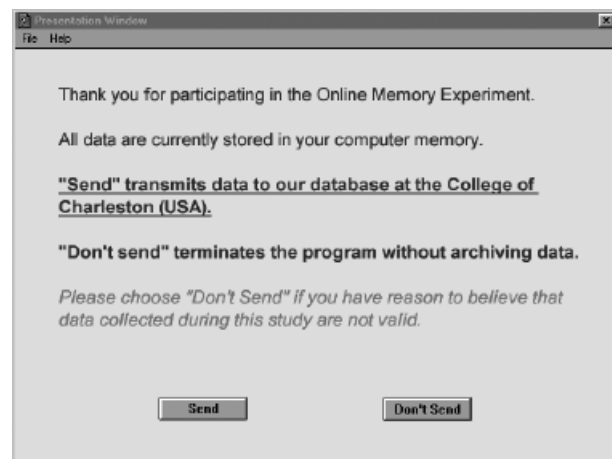 Presentation Window
File Help
Thank you for participating in the Online Memory Experiment.
All data are currently stored in your computer memory.
"Send" transmits data to our database at the College of
Charleston (USA).
"Don't send" terminates the program without archiving data.
Please choose "Don't Send" if you have reason to believe that
data collected during this study are not valid.
Send Don't Send